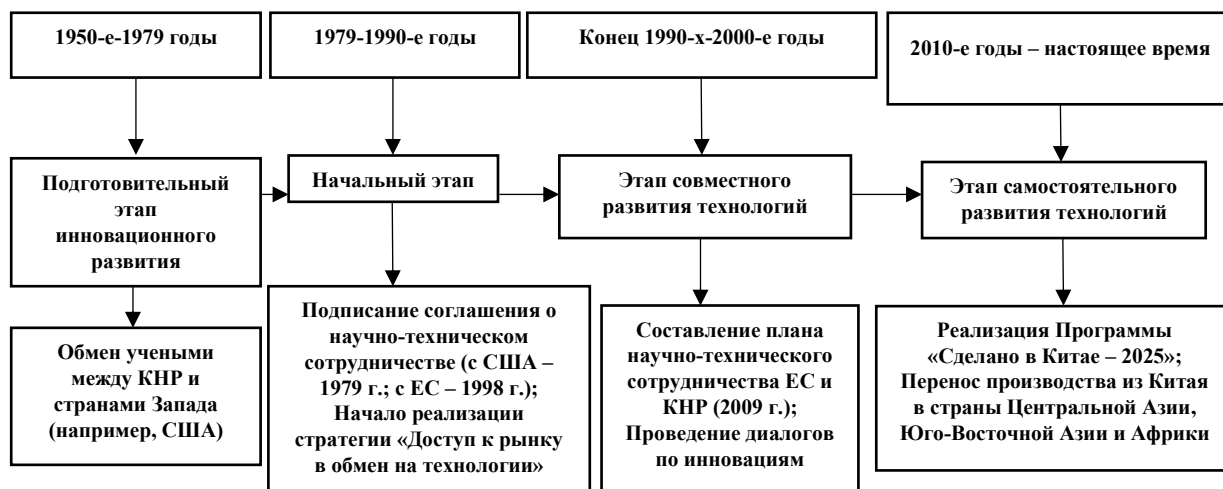 1950-е-1979 годы
1979-1990-е годы
Конец 1990-х-2000-е годы
2010-е годы – настоящее время
Подготовительный
этап
инновационного
развития
Начальный этап
Этап совместного
развития технологий
Этап самостоятельного
развития технологий
Обмен учеными
между КНР и
странами Запада
(например, США)
Подписание соглашения о
научно-техническом
сотрудничестве (с США –
1979 г.; с ЕС – 1998 г.);
Начало реализации
стратегии «Доступ к рынку
в обмен на технологии»
Составление плана
научно-технического
сотрудничества ЕС и
КНР (2009 г.);
Проведение диалогов
по инновациям
Реализация Программы
«Сделано в Китае – 2025»;
Перенос производства из Китая
в страны Центральной Азии,
Юго-Восточной Азии и Африки